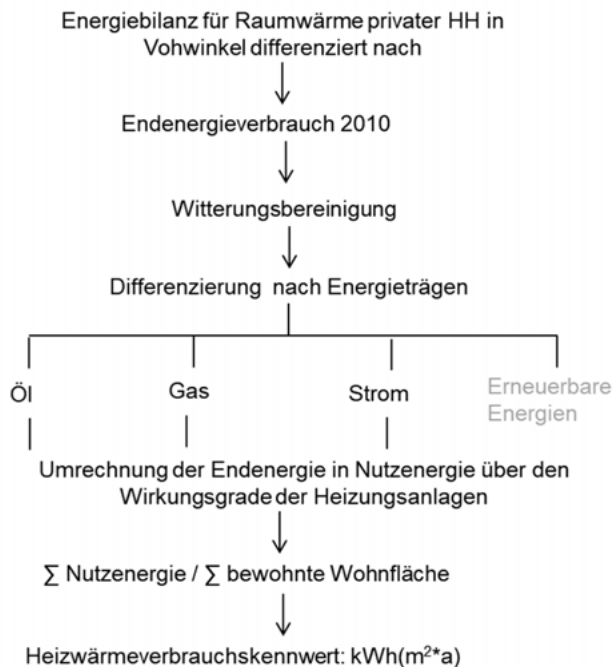 Energiebilanz für Raumwärme privater HH in
Vohwinkel differenziert nach
Endenergieverbrauch 2010
Witterungsbereinigung
Differenzierung nach Energieträgen
Öl
Gas
Strom
Erneuerbare
Energien
Umrechnung der Endenergie in Nutzenergie über den
Wirkungsgrade der Heizungsanlagen
∑ Nutzenergie / ∑ bewohnte Wohnfläche
Heizwärmeverbrauchskennwert: kWh(m²*a)